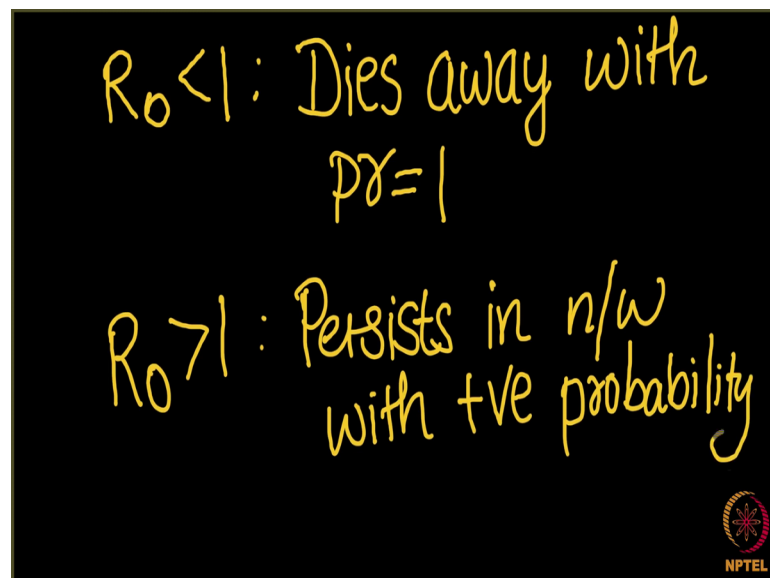 R₀<1: Dies away with
pr=1
R₀>1: Persists in n/w
with +ve probability
NPTEL